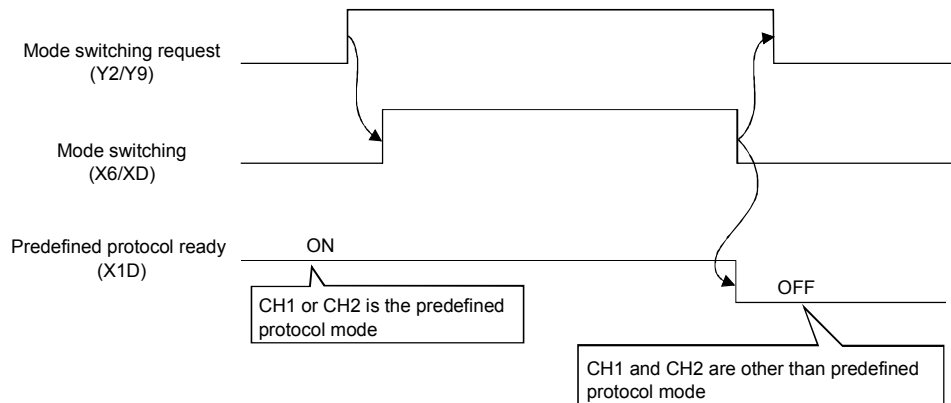 Mode switching request
(Y2/Y9)
Mode switching
(X6/XD)
Predefined protocol ready
(X1D)
ON
OFF
CH1 or CH2 is the predefined
protocol mode
CH1 and CH2 are other than predefined
protocol mode